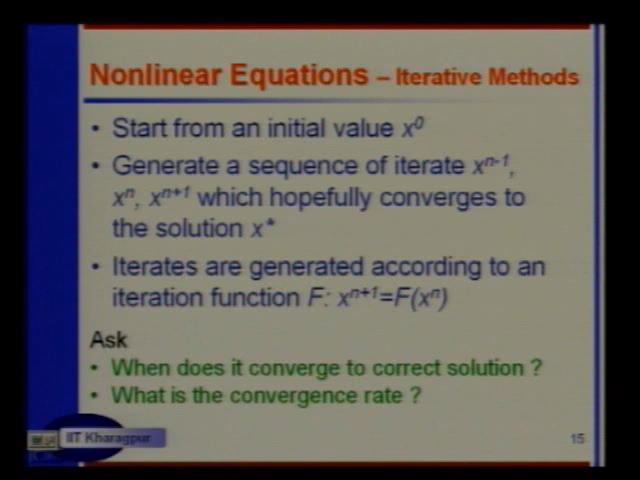 Nonlinear Equations – Iterative Methods
• Start from an initial value x⁰
• Generate a sequence of iterate xⁿ⁻¹,
xⁿ, xⁿ⁺¹ which hopefully converges to
the solution x*
• Iterates are generated according to an
iteration function F: xⁿ⁺¹=F(xⁿ)
Ask
• When does it converge to correct solution ?
• What is the convergence rate ?
IIT Kharagpur
15